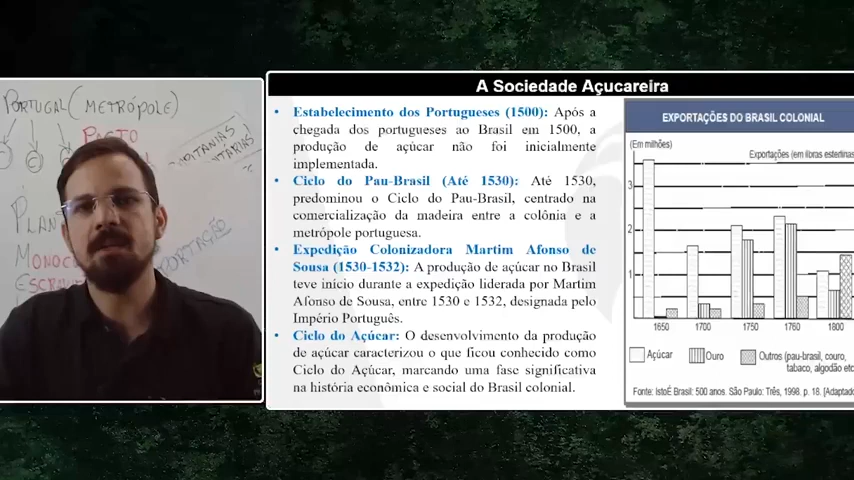 PORTUGAL (METRÓPOLE)
PACTO
PLAN
MONOC
ESCR
A Sociedade Açucareira
• Estabelecimento dos Portugueses (1500): Após a
chegada dos portugueses ao Brasil em 1500, a
produção de açúcar não foi inicialmente
implementada.
• Ciclo do Pau-Brasil (Até 1530): Até 1530,
predominou o Ciclo do Pau-Brasil, centrado na
comercialização da madeira entre a colônia e a
metrópole portuguesa.
• Expedição Colonizadora Martim Afonso de
Sousa (1530-1532): A produção de açúcar no Brasil
teve início durante a expedição liderada por Martim
Afonso de Sousa, entre 1530 e 1532, designada pelo
Império Português.
• Ciclo do Açúcar: O desenvolvimento da produção
de açúcar caracterizou o que ficou conhecido como
Ciclo do Açúcar, marcando uma fase significativa
na história econômica e social do Brasil colonial.
EXPORTAÇÕES DO BRASIL COLONIAL
(Em milhões)
Exportações (em libras esterlinas
3
2
1
1650 1700 1750 1760 1800
Açúcar Ouro Outros (pau-brasil, couro,
tabaco, algodão etc
Fonte: IstoÉ Brasil: 500 anos. São Paulo: Três, 1998. p. 18. [Adaptado